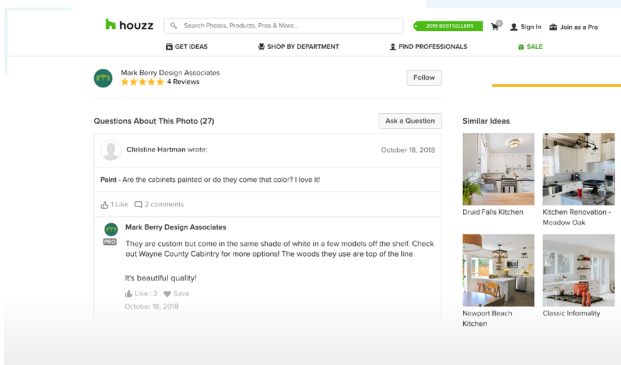 houzz
Search Photos, Products, Pros & More...
2019 BESTSELLERS
0
Sign In
Join as a Pro
GET IDEAS
SHOP BY DEPARTMENT
FIND PROFESSIONALS
SALE
Mark Berry Design Associates
4 Reviews
Follow
Questions About This Photo (27)
Ask a Question
Similar Ideas
Christine Hartman wrote:
October 18, 2018
Paint - Are the cabinets painted or do they come that color? I love it!
1 Like
2 comments
Mark Berry Design Associates
PRO
They are custom but come in the same shade of white in a few models off the shelf. Check
out Wayne County Cabintry for more options! The woods they use are top of the line.
It's beautiful quality!
Like | 3
Save
October 18, 2018
Druid Falls Kitchen
Kitchen Renovation -
Meadow Oak
Newport Beach
Kitchen
Classic Informality